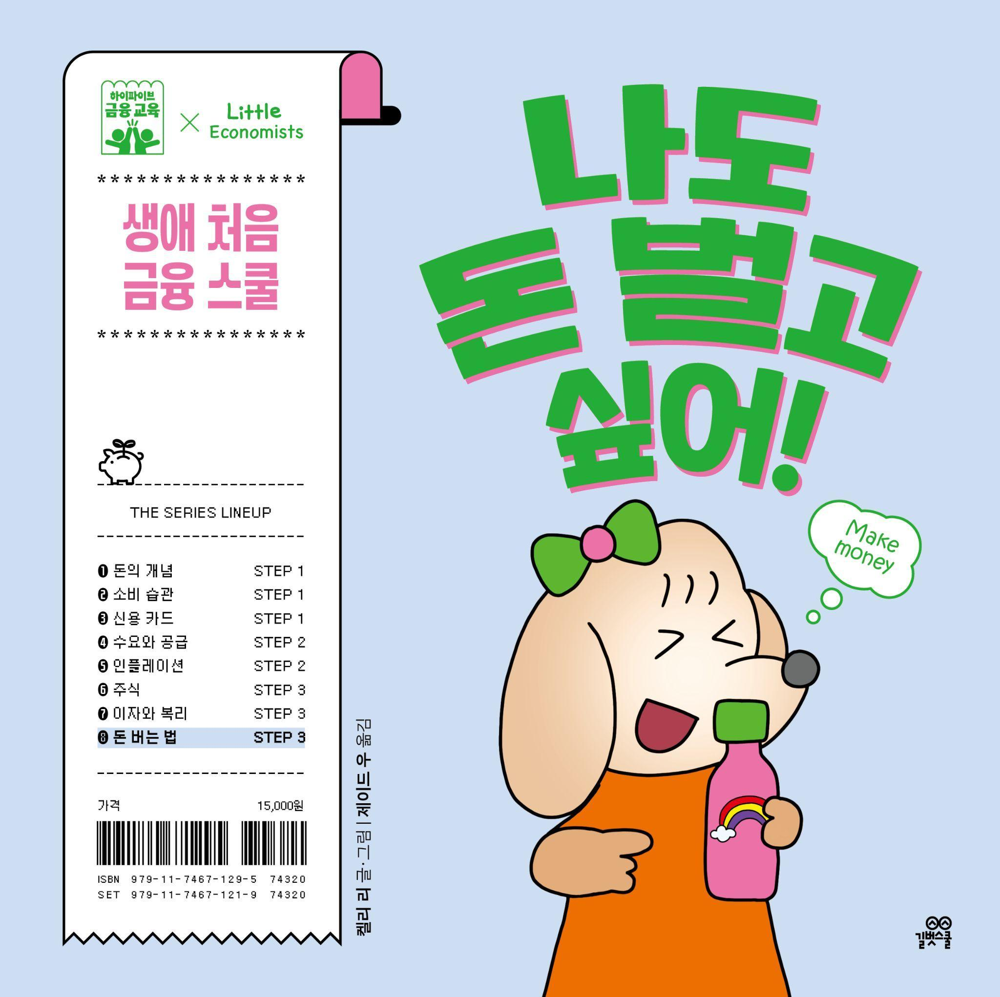 하이파이브
금융 교육
×
Little
Economists
****************
생애 처음
금융 스쿨
****************
THE SERIES LINEUP
❶ 돈의 개념 STEP 1
❷ 소비 습관 STEP 1
❸ 신용 카드 STEP 1
❹ 수요와 공급 STEP 2
❺ 인플레이션 STEP 2
❻ 주식 STEP 3
❼ 이자와 복리 STEP 3
❽ 돈 버는 법 STEP 3
가격 15,000원
ISBN 979-11-7467-129-5 74320
SET 979-11-7467-121-9 74320
켈리 리 글·그림 | 제이드 우 옮김
나도
돈 벌고
싶어!
Make
money
길벗스쿨